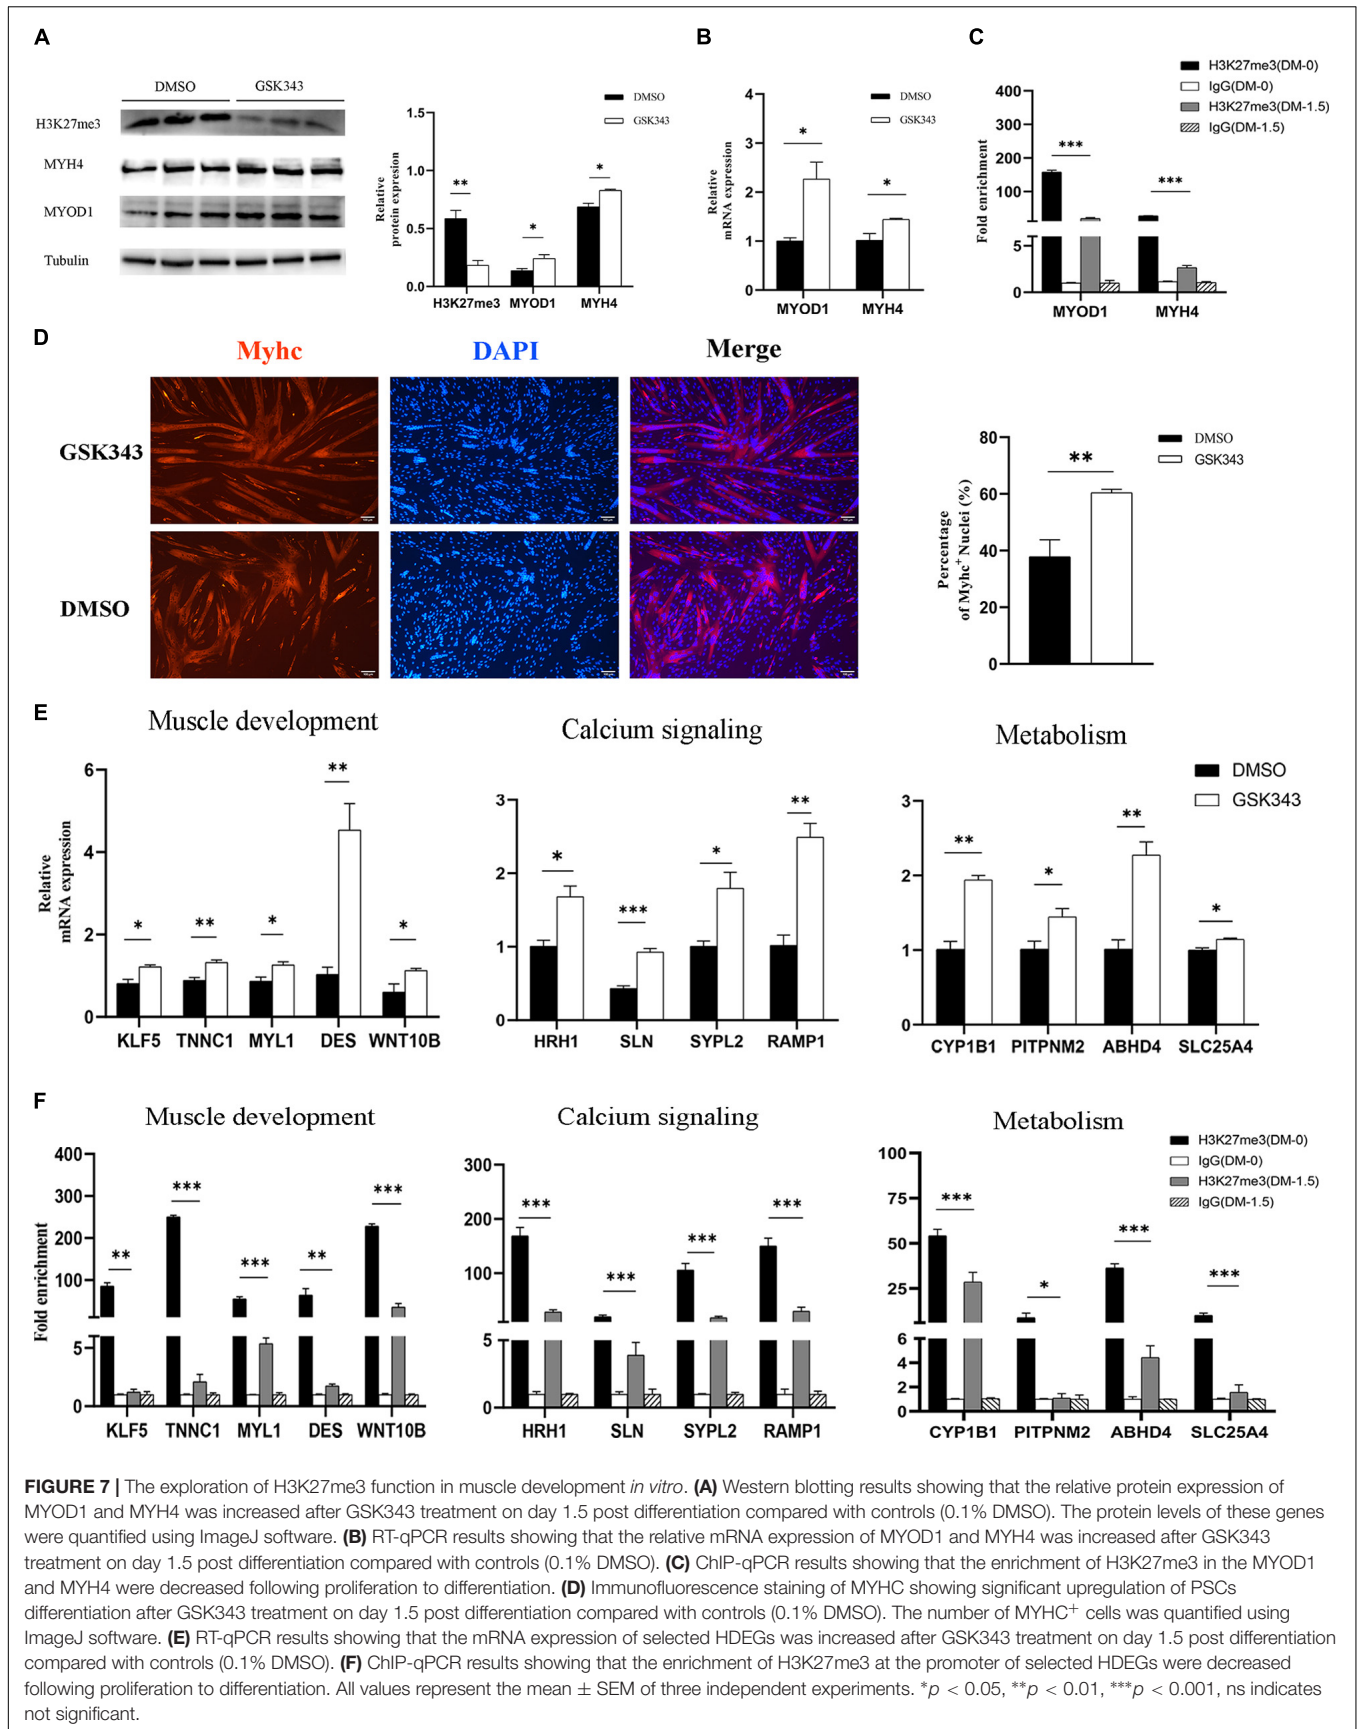 A
DMSO GSK343
H3K27me3
MYH4
MYOD1
Tubulin
DMSO
GSK343
Relative
protein expresion
1.5
1.0
0.5
0.0
** * *
H3K27me3 MYOD1 MYH4
B
DMSO
GSK343
Relative
mRNA expression
4
3
2
1
0
* *
MYOD1 MYH4
C
H3K27me3(DM-0)
IgG(DM-0)
H3K27me3(DM-1.5)
IgG(DM-1.5)
Fold enrichment
400
300
200
100
5
0
*** ***
MYOD1 MYH4
D
Myhc DAPI Merge
GSK343
DMSO
DMSO
GSK343
Percentage
of Myhc+ Nuclei (%)
80
60
40
20
0
**
E
Muscle development
Relative
mRNA expression
6
4
2
0
* ** * ** *
KLF5 TNNC1 MYL1 DES WNT10B
Calcium signaling
3
2
1
0
* *** * **
HRH1 SLN SYPL2 RAMP1
Metabolism
DMSO
GSK343
3
2
1
0
** * ** *
CYP1B1 PITPNM2 ABHD4 SLC25A4
F
Muscle development
Fold enrichment
400
300
200
100
5
0
** *** *** ** ***
KLF5 TNNC1 MYL1 DES WNT10B
Calcium signaling
300
200
100
5
0
*** *** *** ***
HRH1 SLN SYPL2 RAMP1
Metabolism
H3K27me3(DM-0)
IgG(DM-0)
H3K27me3(DM-1.5)
IgG(DM-1.5)
100
75
50
25
6
4
2
0
*** * *** ***
CYP1B1 PITPNM2 ABHD4 SLC25A4
FIGURE 7 | The exploration of H3K27me3 function in muscle development in vitro. (A) Western blotting results showing that the relative protein expression of
MYOD1 and MYH4 was increased after GSK343 treatment on day 1.5 post differentiation compared with controls (0.1% DMSO). The protein levels of these genes
were quantified using ImageJ software. (B) RT-qPCR results showing that the relative mRNA expression of MYOD1 and MYH4 was increased after GSK343
treatment on day 1.5 post differentiation compared with controls (0.1% DMSO). (C) ChIP-qPCR results showing that the enrichment of H3K27me3 in the MYOD1
and MYH4 were decreased following proliferation to differentiation. (D) Immunofluorescence staining of MYHC showing significant upregulation of PSCs
differentiation after GSK343 treatment on day 1.5 post differentiation compared with controls (0.1% DMSO). The number of MYHC+ cells was quantified using
ImageJ software. (E) RT-qPCR results showing that the mRNA expression of selected HDEGs was increased after GSK343 treatment on day 1.5 post differentiation
compared with controls (0.1% DMSO). (F) ChIP-qPCR results showing that the enrichment of H3K27me3 at the promoter of selected HDEGs were decreased
following proliferation to differentiation. All values represent the mean ± SEM of three independent experiments. *p < 0.05, **p < 0.01, ***p < 0.001, ns indicates
not significant.